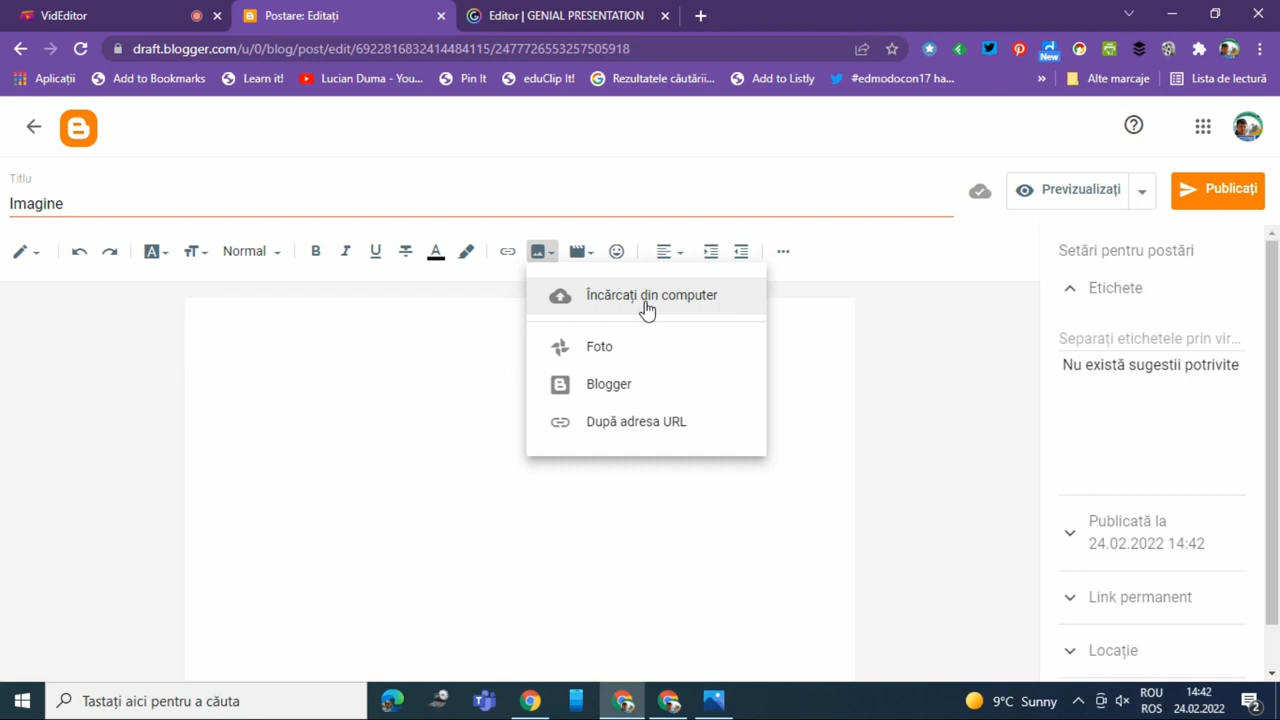 VidEditor
Postare: Editați
Editor | GENIAL PRESENTATION
draft.blogger.com/u/0/blog/post/edit/6922816832414484115/2477726553257505918
New
Aplicații
Add to Bookmarks
Learn it!
Lucian Duma - You...
Pin It
eduClip It!
Rezultatele căutării...
Add to Listly
#edmodocon17 ha...
»
Alte marcaje
Lista de lectură
Titlu
Imagine
Previzualizați
Publicați
Normal
B
I
U
A
Încărcați din computer
Foto
Blogger
După adresa URL
Setări pentru postări
Etichete
Separați etichetele prin vir...
Nu există sugestii potrivite
Publicată la
24.02.2022 14:42
Link permanent
Locație
Tastați aici pentru a căuta
9°C Sunny
ROU
ROS
14:42
24.02.2022
2